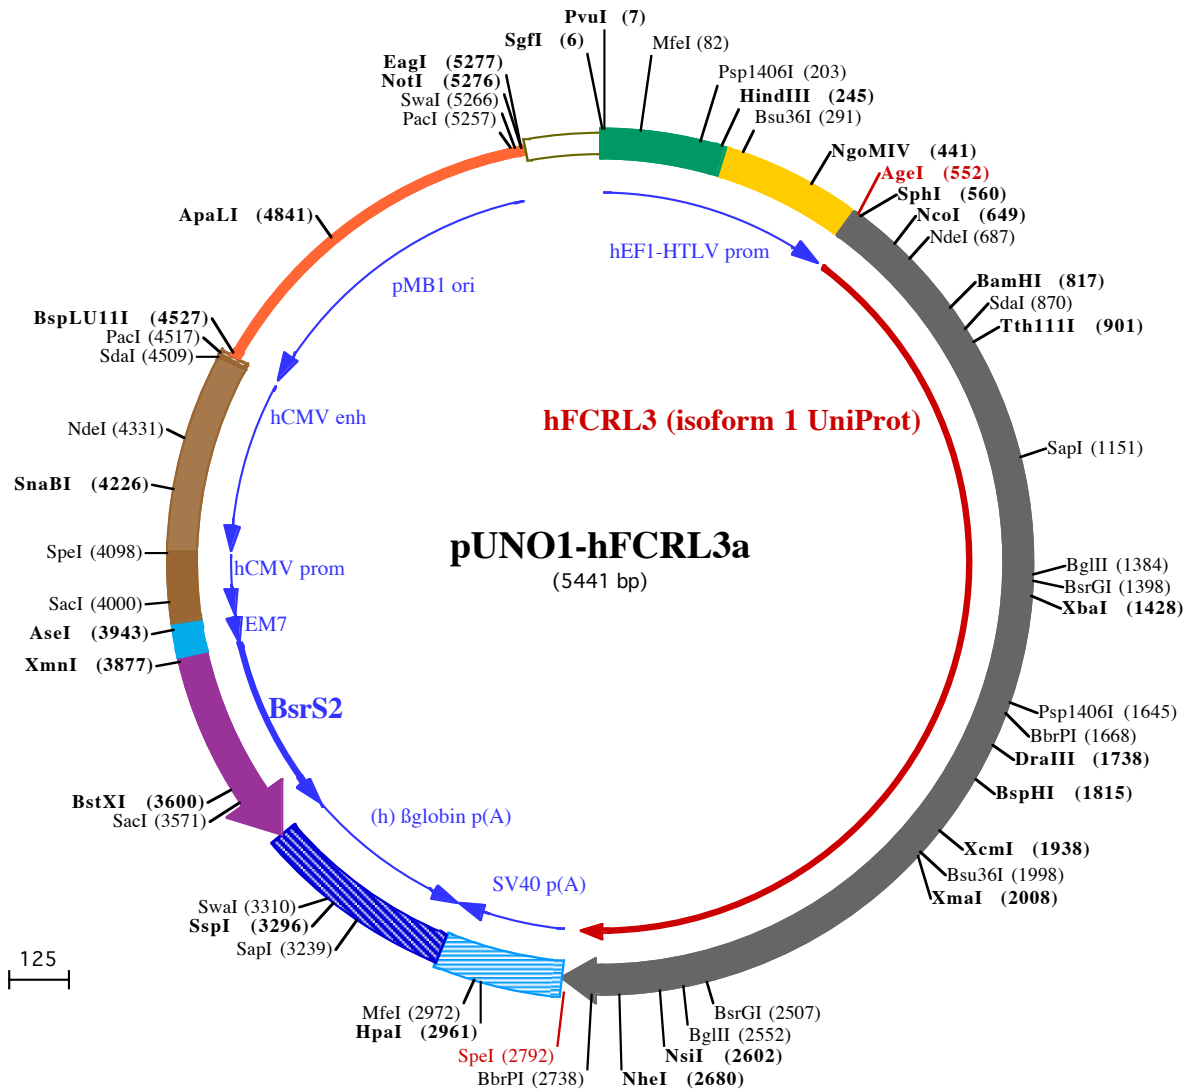 PvuI (7)
SgfI (6)
MfeI (82)
EagI (5277)
NotI (5276)
SwaI (5266)
PacI (5257)
Psp1406I (203)
HindIII (245)
Bsu36I (291)
NgoMIV (441)
AgeI (552)
SphI (560)
NcoI (649)
NdeI (687)
ApaLI (4841)
hEF1-HTLV prom
pMB1 ori
BamHI (817)
SdaI (870)
Tth111I (901)
BspLU11I (4527)
PacI (4517)
SdaI (4509)
hCMV enh
hFCRL3 (isoform 1 UniProt)
NdeI (4331)
SapI (1151)
SnaBI (4226)
SpeI (4098)
pUNO1-hFCRL3a
(5441 bp)
hCMV prom
BglII (1384)
BsrGI (1398)
XbaI (1428)
SacI (4000)
AseI (3943)
EM7
XmnI (3877)
BsrS2
Psp1406I (1645)
BbrPI (1668)
DraIII (1738)
BspHI (1815)
BstXI (3600)
SacI (3571)
(h) ßglobin p(A)
XcmI (1938)
Bsu36I (1998)
XmaI (2008)
SV40 p(A)
SwaI (3310)
SspI (3296)
SapI (3239)
125
MfeI (2972)
HpaI (2961)
SpeI (2792)
BbrPI (2738)
BsrGI (2507)
BglII (2552)
NsiI (2602)
NheI (2680)